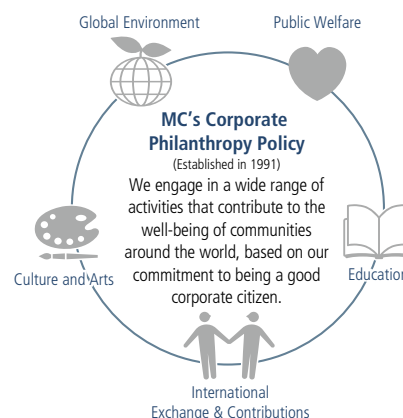 Global Environment
Public Welfare
MC's Corporate
Philanthropy Policy
(Established in 1991)
We engage in a wide range of
activities that contribute to the
well-being of communities
around the world, based on our
commitment to being a good
corporate citizen.
Culture and Arts
Education
International
Exchange & Contributions